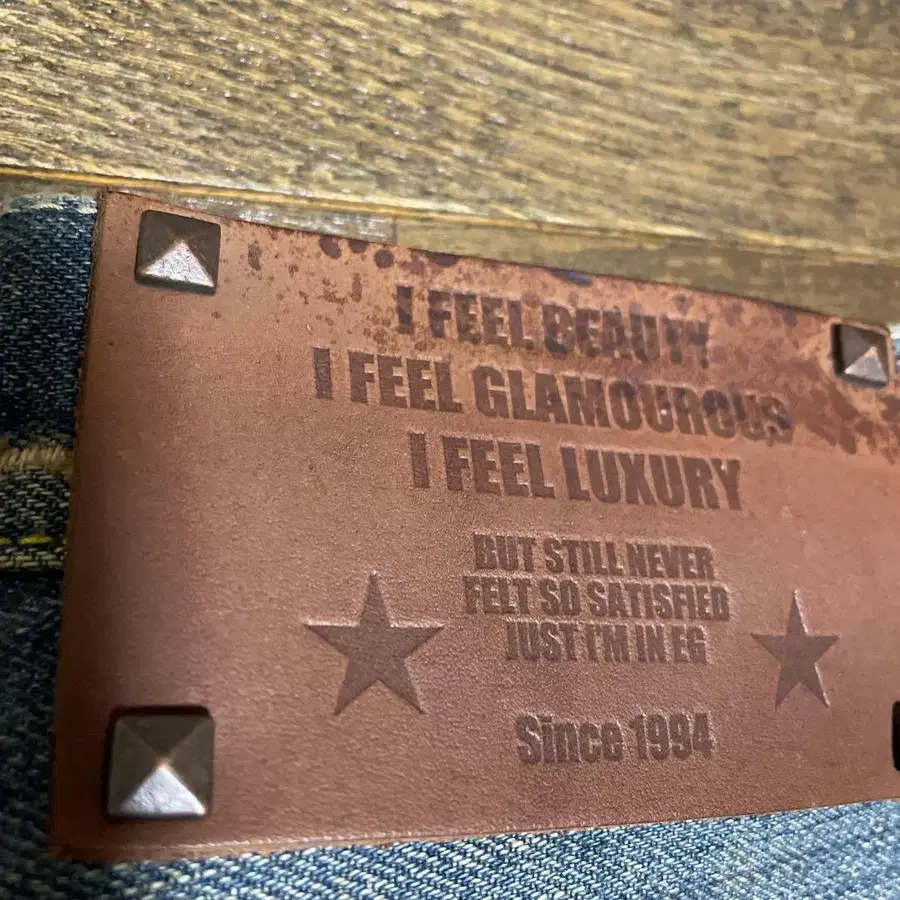 I FEEL BEAUTY
I FEEL GLAMOUROUS
I FEEL LUXURY
BUT STILL NEVER
FELT SO SATISFIED
JUST I'M IN EG
Since 1994